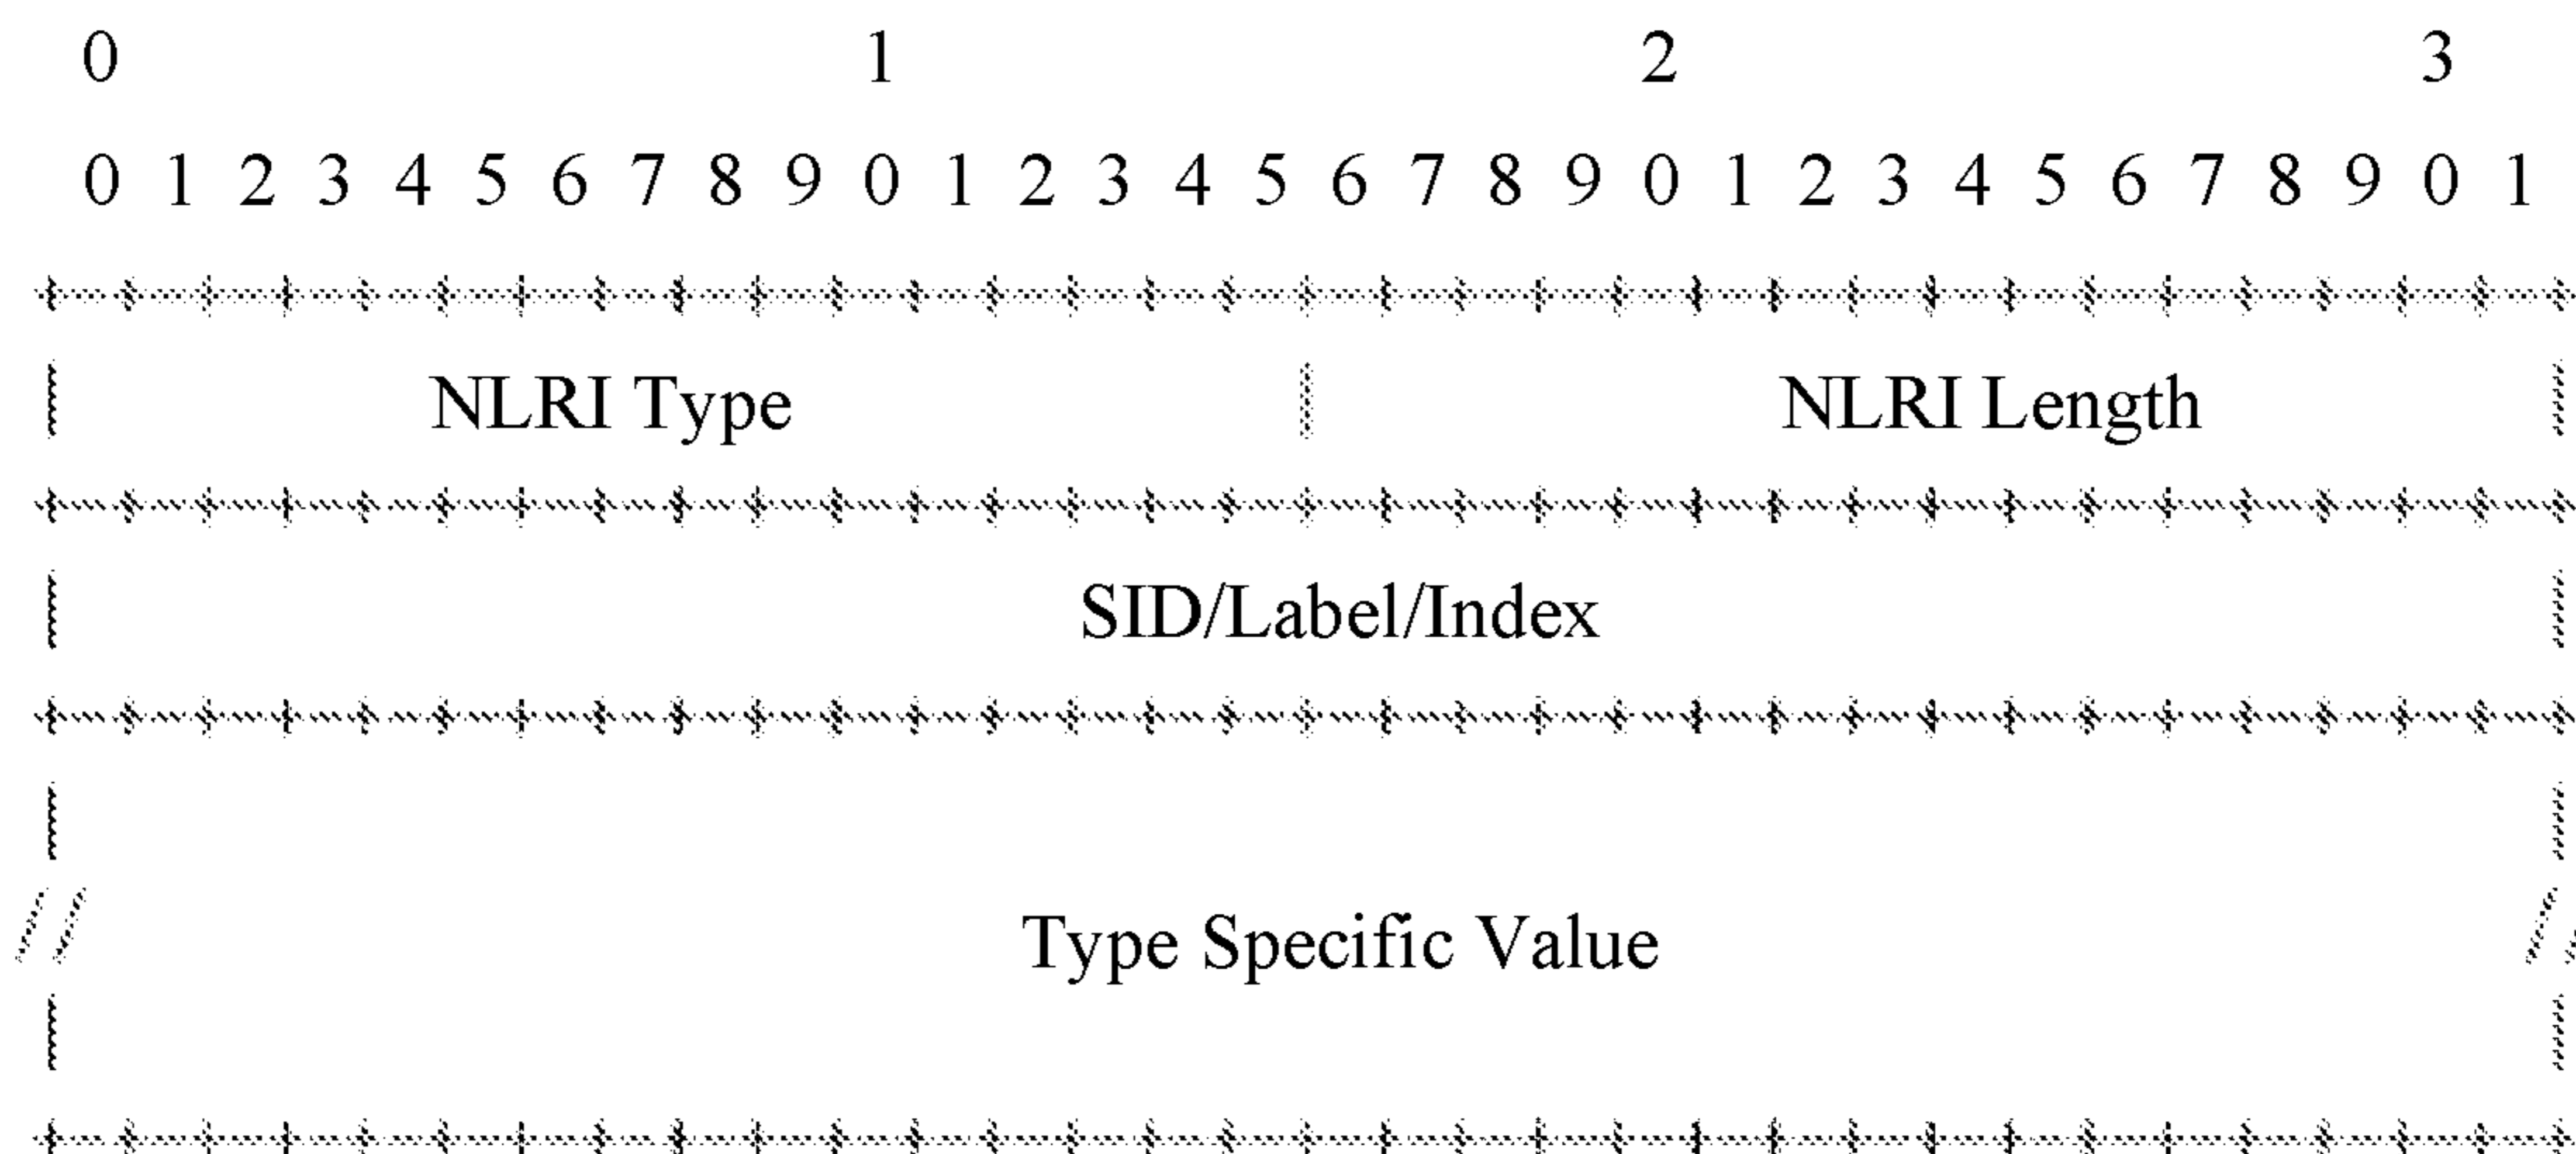 0 1 2 3
0 1 2 3 4 5 6 7 8 9 0 1 2 3 4 5 6 7 8 9 0 1 2 3 4 5 6 7 8 9 0 1
NLRI Type NLRI Length
SID/Label/Index
Type Specific Value